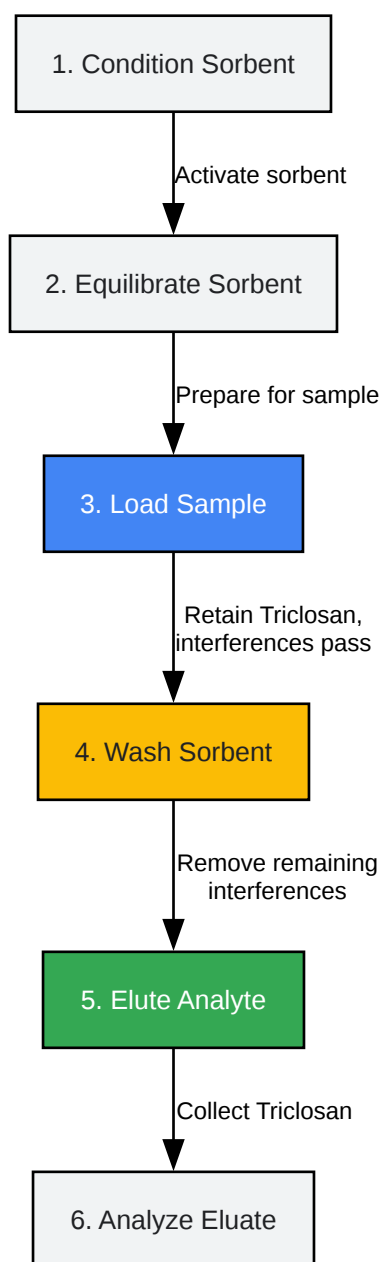 1. Condition Sorbent
Activate sorbent
2. Equilibrate Sorbent
Prepare for sample
3. Load Sample
Retain Triclosan,
interferences pass
4. Wash Sorbent
Remove remaining
interferences
5. Elute Analyte
Collect Triclosan
6. Analyze Eluate